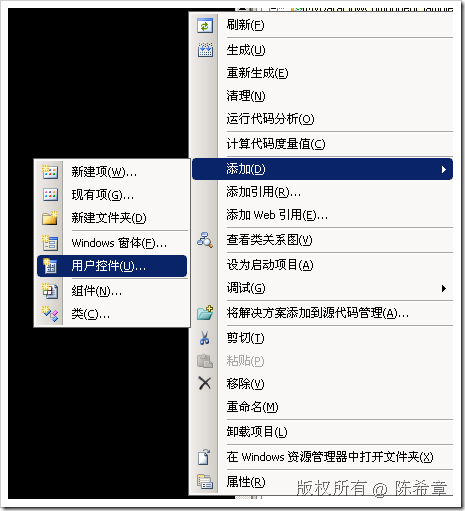 刷新(F)
生成(U)
重新生成(E)
清理(N)
运行代码分析(O)
计算代码度量值(C)
添加(D)
添加引用(R)...
添加 Web 引用(E)...
查看类关系图(V)
设为启动项目(A)
调试(G)
将解决方案添加到源代码管理(A)...
剪切(T)
粘贴(P)
移除(V)
重命名(M)
卸载项目(L)
在 Windows 资源管理器中打开文件夹(X)
属性(R)
新建项(W)...
现有项(G)...
新建文件夹(D)
Windows 窗体(F)...
用户控件(U)...
组件(N)...
类(C)...
版权所有 @ 陈希章